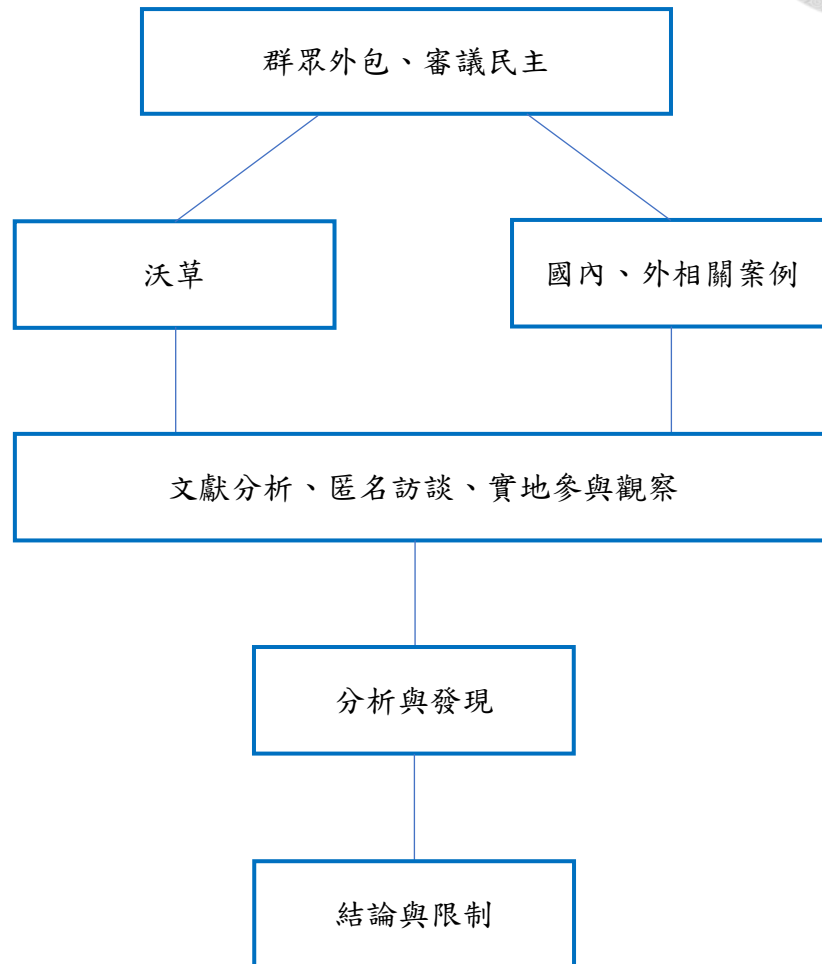 群眾外包、審議民主
沃草
國內、外相關案例
文獻分析、匿名訪談、實地參與觀察
分析與發現
結論與限制